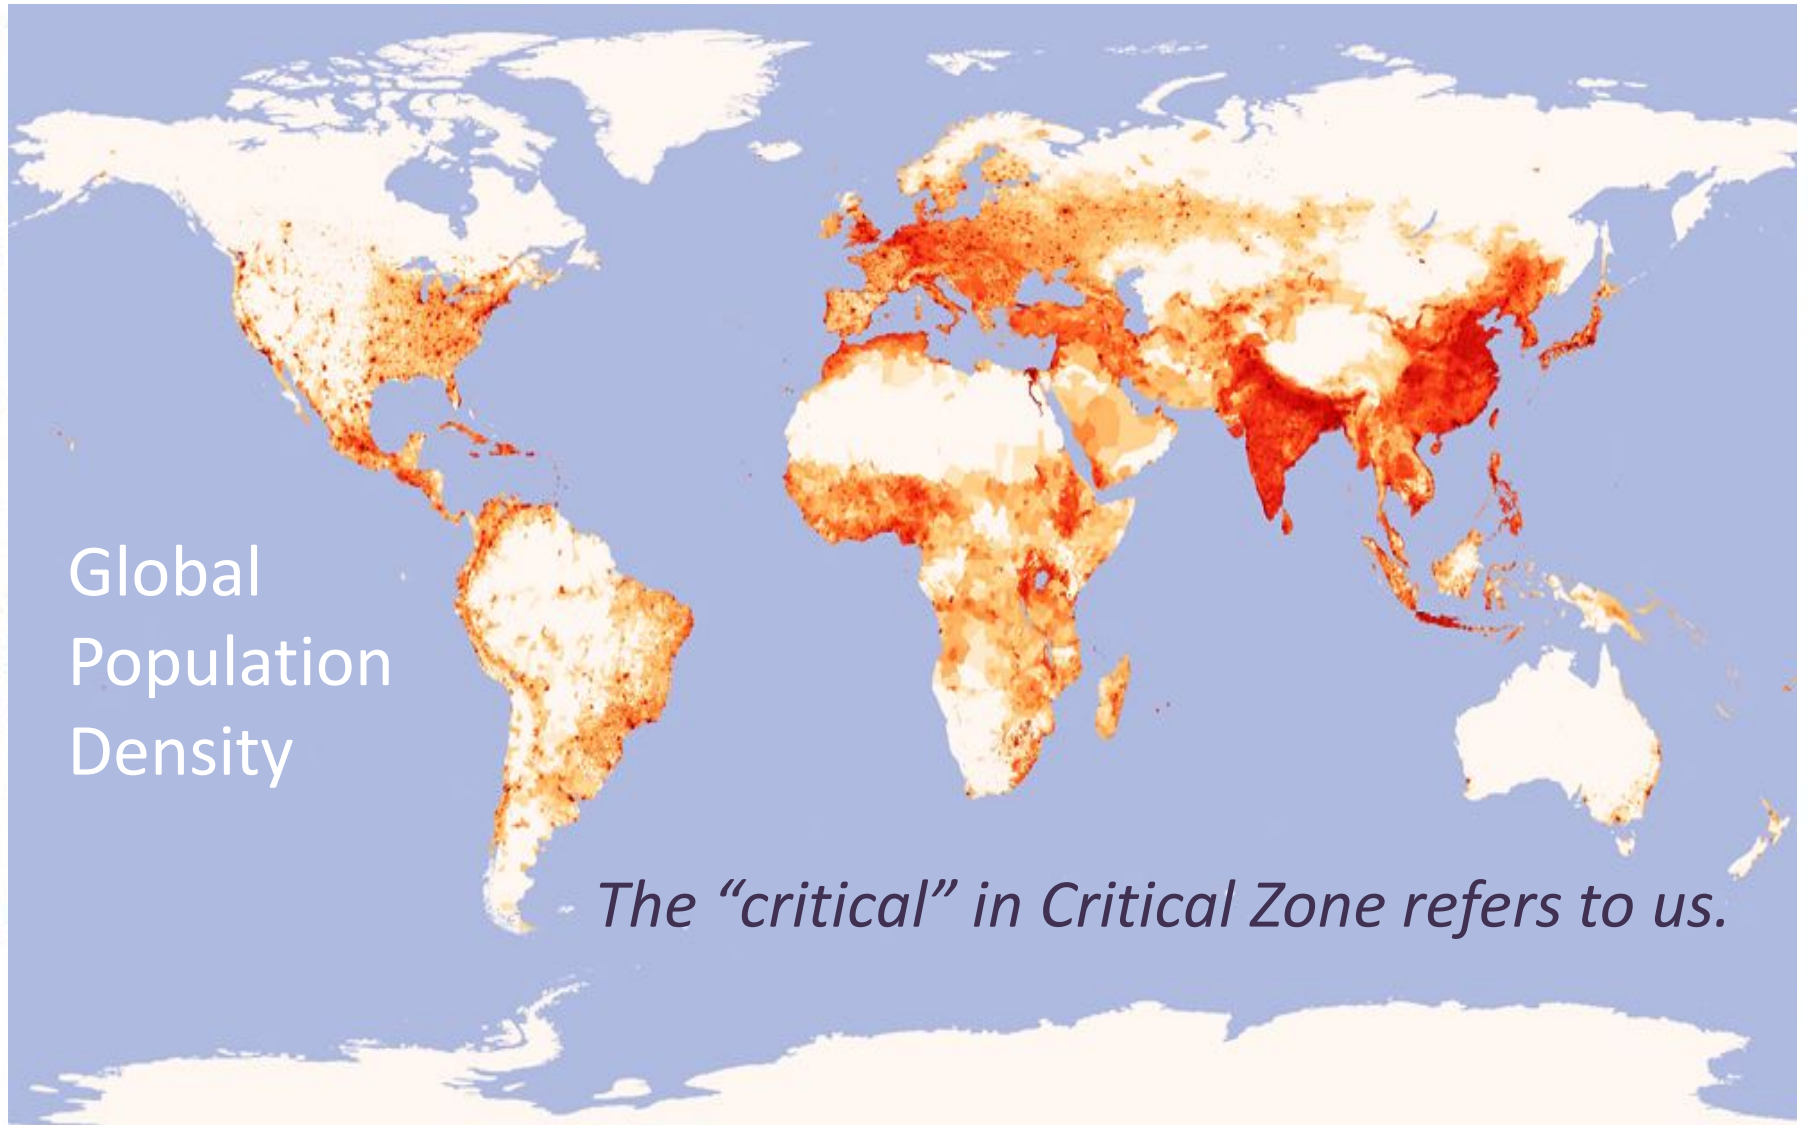 Global
Population
Density
The “critical” in Critical Zone refers to us.